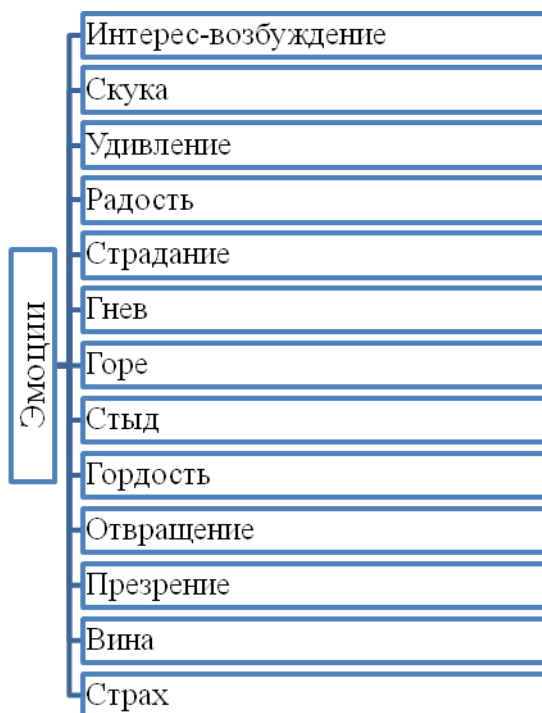 Эмоции
Интерес-возбуждение
Скука
Удивление
Радость
Страдание
Гнев
Горе
Стыд
Гордость
Отвращение
Презрение
Вина
Страх